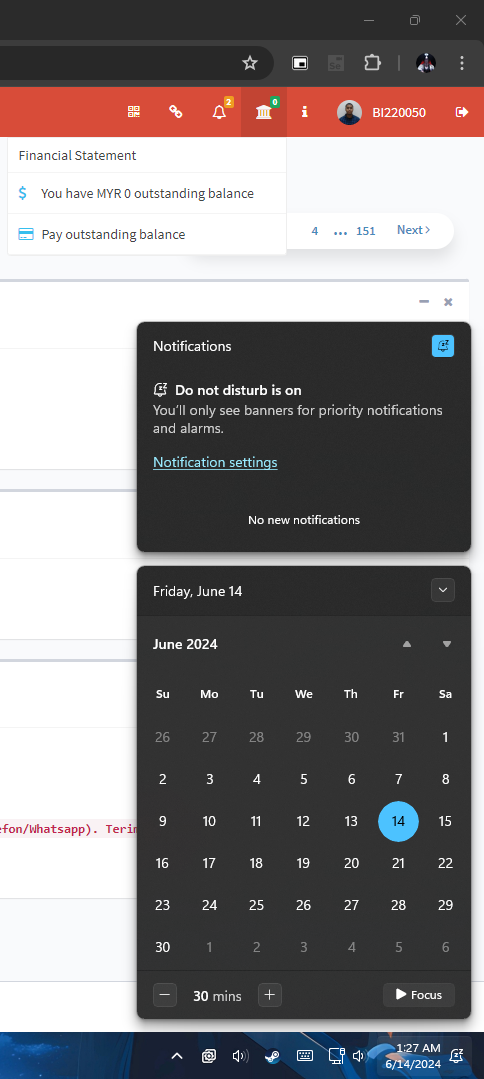 2
0
BI220050
Financial Statement
$ You have MYR 0 outstanding balance
Pay outstanding balance
4 ... 151 Next
Notifications
Do not disturb is on
You'll only see banners for priority notifications
and alarms.
Notification settings
No new notifications
Friday, June 14
June 2024
Su Mo Tu We Th Fr Sa
26 27 28 29 30 31 1
2 3 4 5 6 7 8
9 10 11 12 13 14 15
efon/Whatsapp). Terim
16 17 18 19 20 21 22
23 24 25 26 27 28 29
30 1 2 3 4 5 6
30 mins
Focus
1:27 AM
6/14/2024